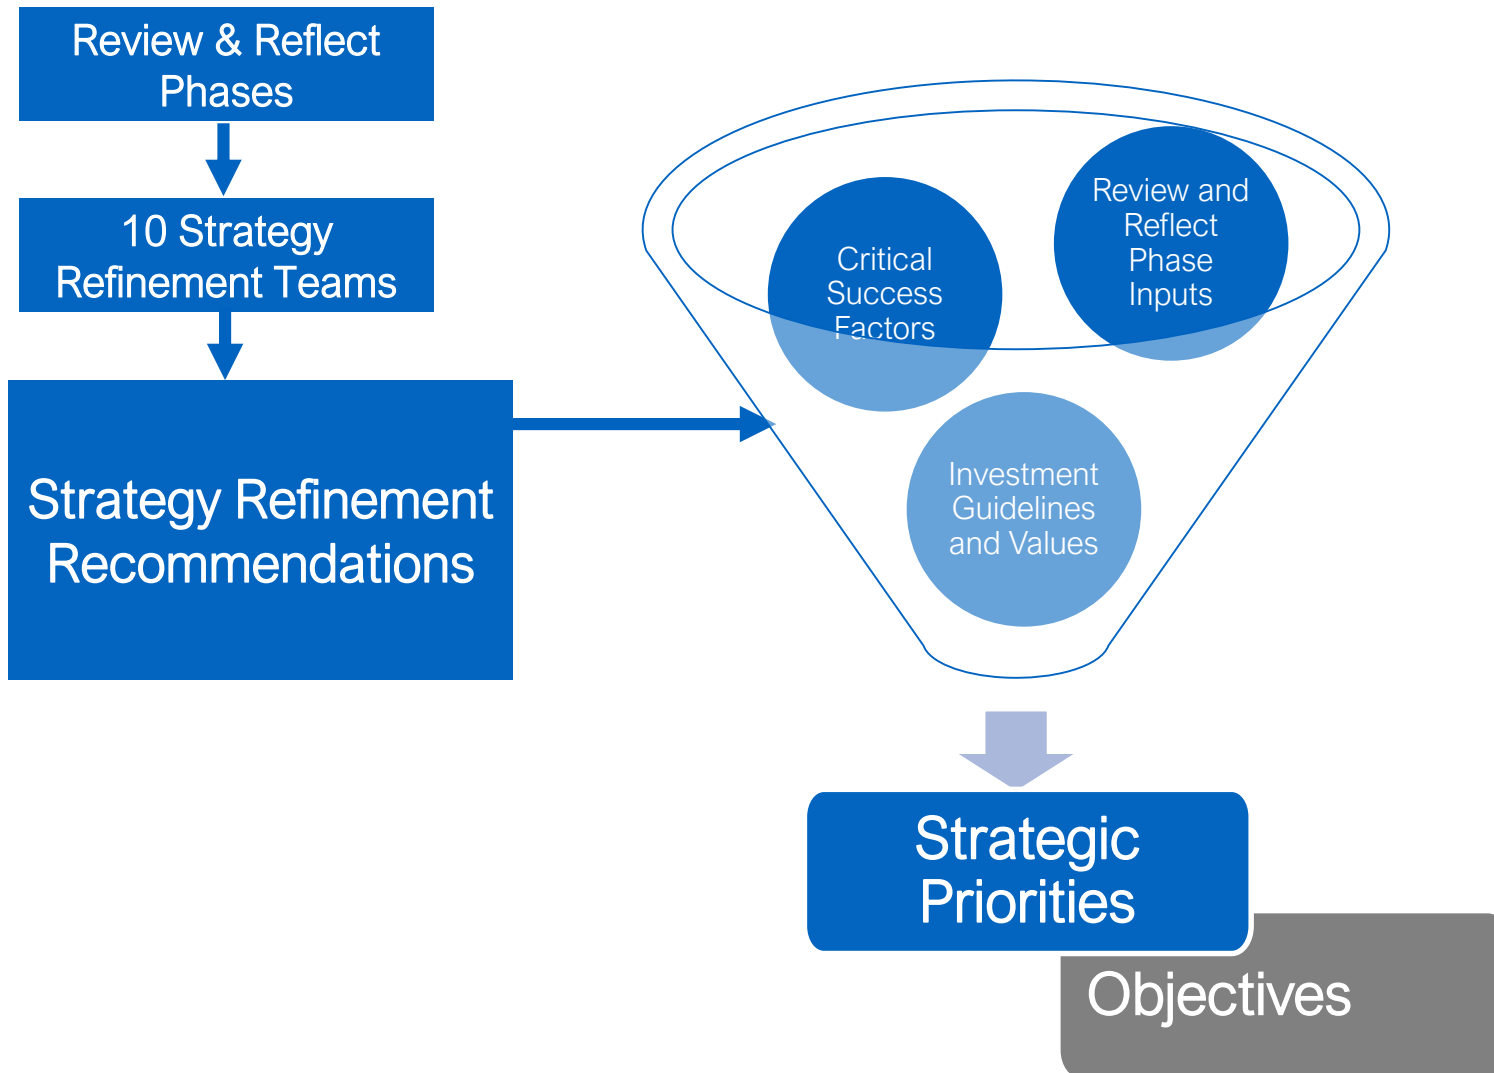 Review & Reflect
Phases
10 Strategy
Refinement Teams
Strategy Refinement
Recommendations
Critical
Success
Factors
Review and
Reflect
Phase
Inputs
Investment
Guidelines
and Values
Strategic
Priorities
Objectives